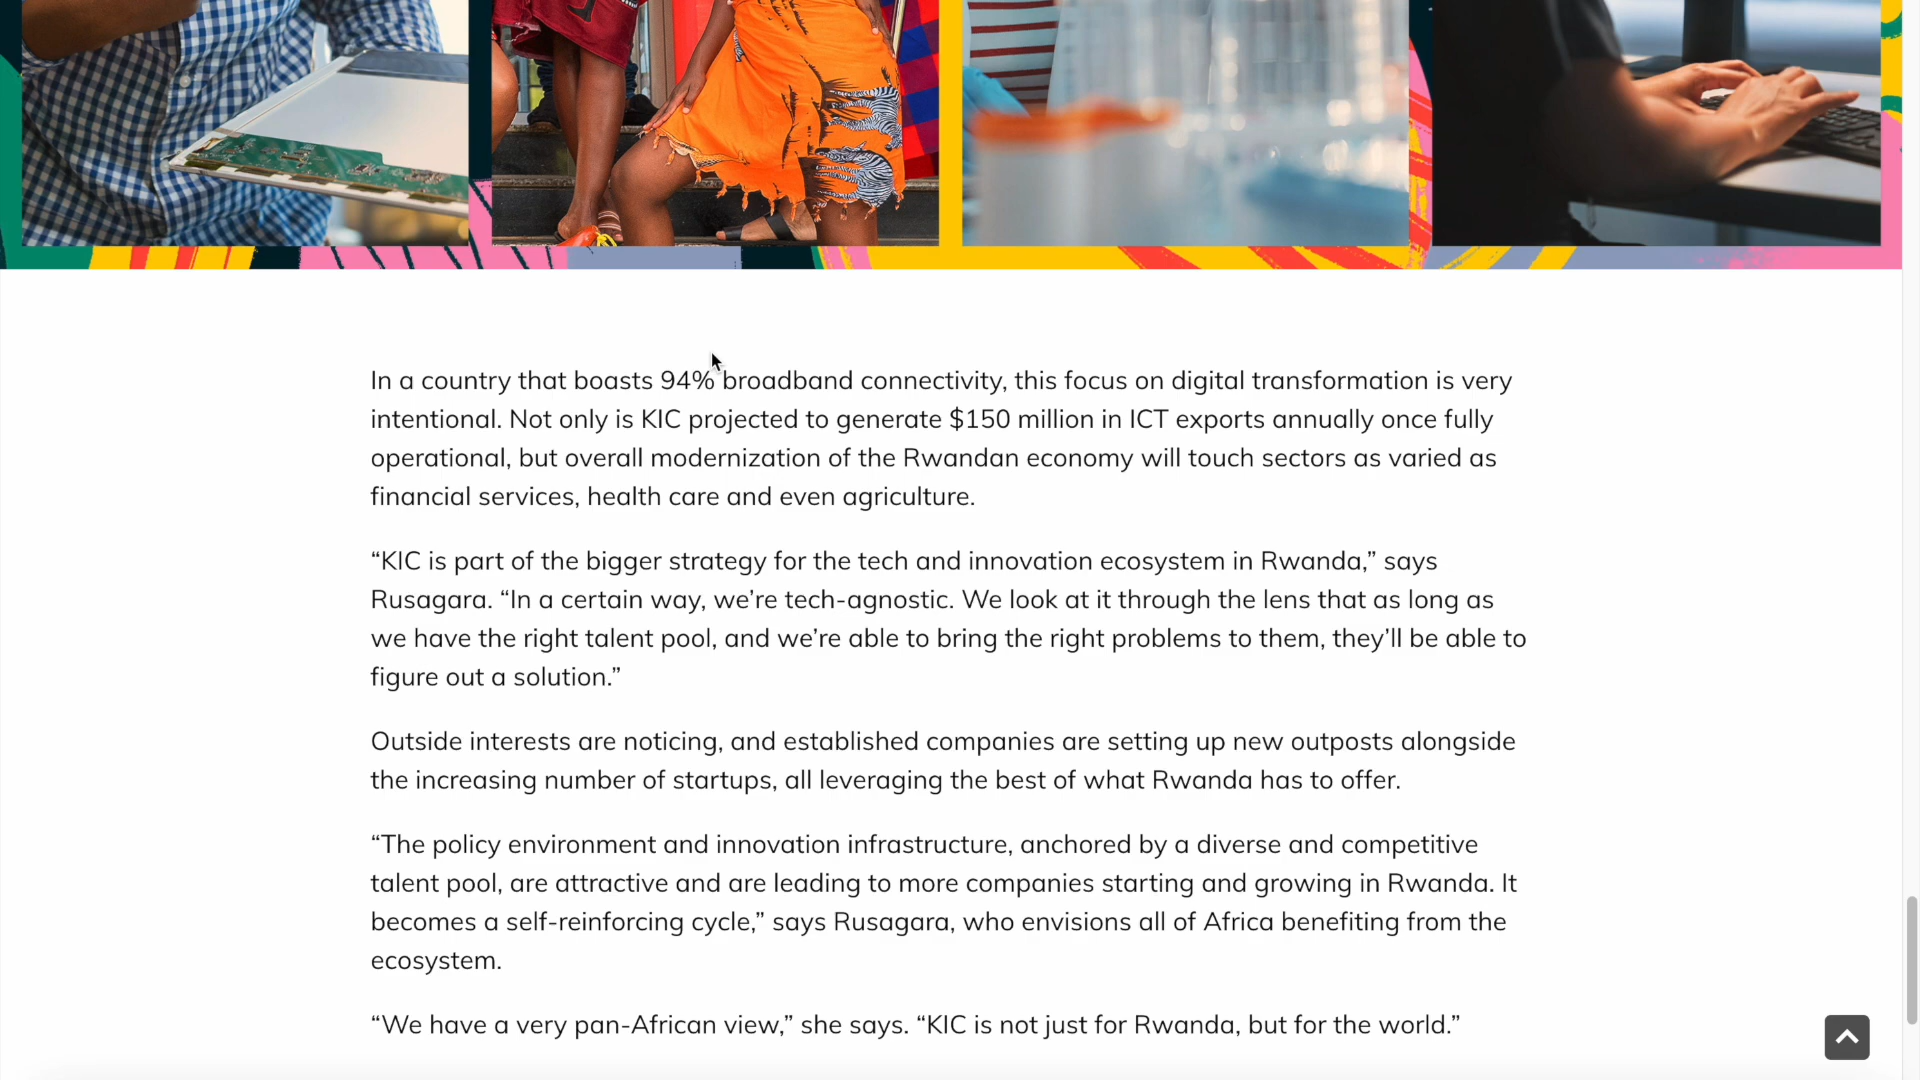 In a country that boasts 94% broadband connectivity, this focus on digital transformation is very
intentional. Not only is KIC projected to generate $150 million in ICT exports annually once fully
operational, but overall modernization of the Rwandan economy will touch sectors as varied as
financial services, health care and even agriculture.
“KIC is part of the bigger strategy for the tech and innovation ecosystem in Rwanda,” says
Rusagara. “In a certain way, we’re tech-agnostic. We look at it through the lens that as long as
we have the right talent pool, and we’re able to bring the right problems to them, they’ll be able to
figure out a solution.”
Outside interests are noticing, and established companies are setting up new outposts alongside
the increasing number of startups, all leveraging the best of what Rwanda has to offer.
“The policy environment and innovation infrastructure, anchored by a diverse and competitive
talent pool, are attractive and are leading to more companies starting and growing in Rwanda. It
becomes a self-reinforcing cycle,” says Rusagara, who envisions all of Africa benefiting from the
ecosystem.
“We have a very pan-African view,” she says. “KIC is not just for Rwanda, but for the world.”